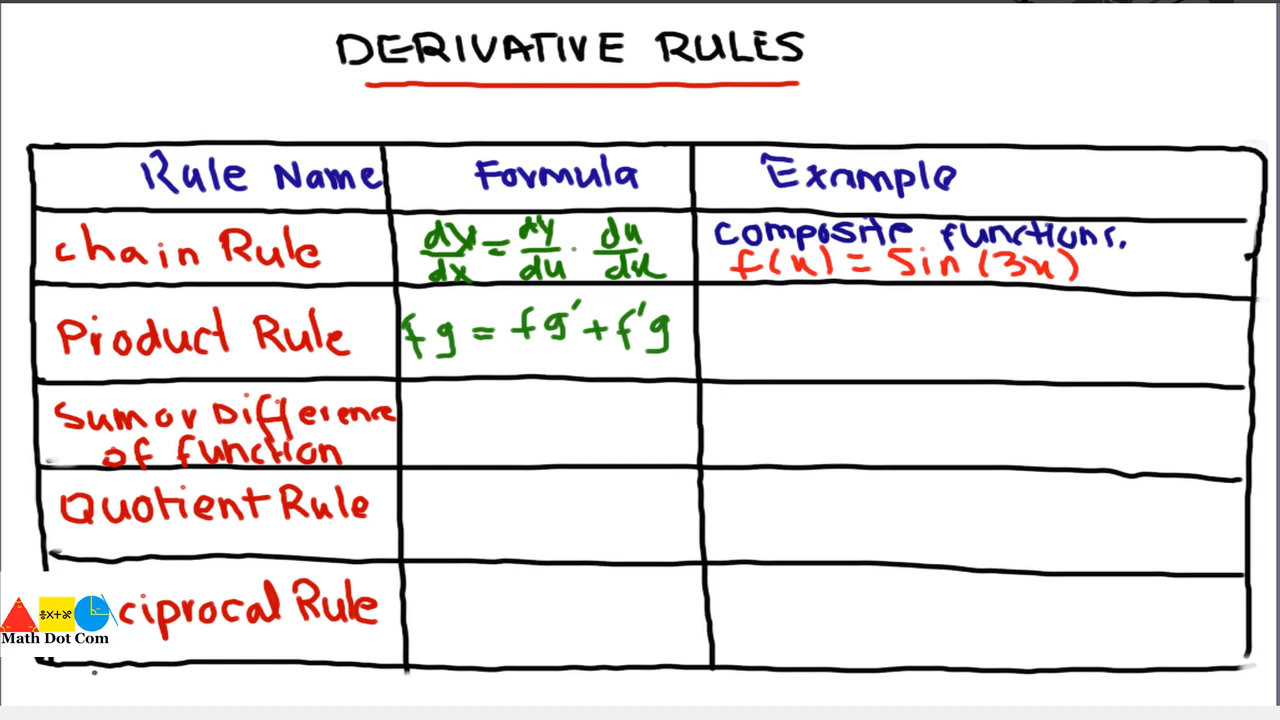 DERIVATIVE RULES
Rule Name Formula Example
chain Rule dy/dx = dy/du · du/dx composite functions.
f(x) = Sin (3x)
Product Rule fg = fg' + f'g
Sum or Difference
of function
Quotient Rule
ciprocal Rule
÷x+%
Math Dot Com